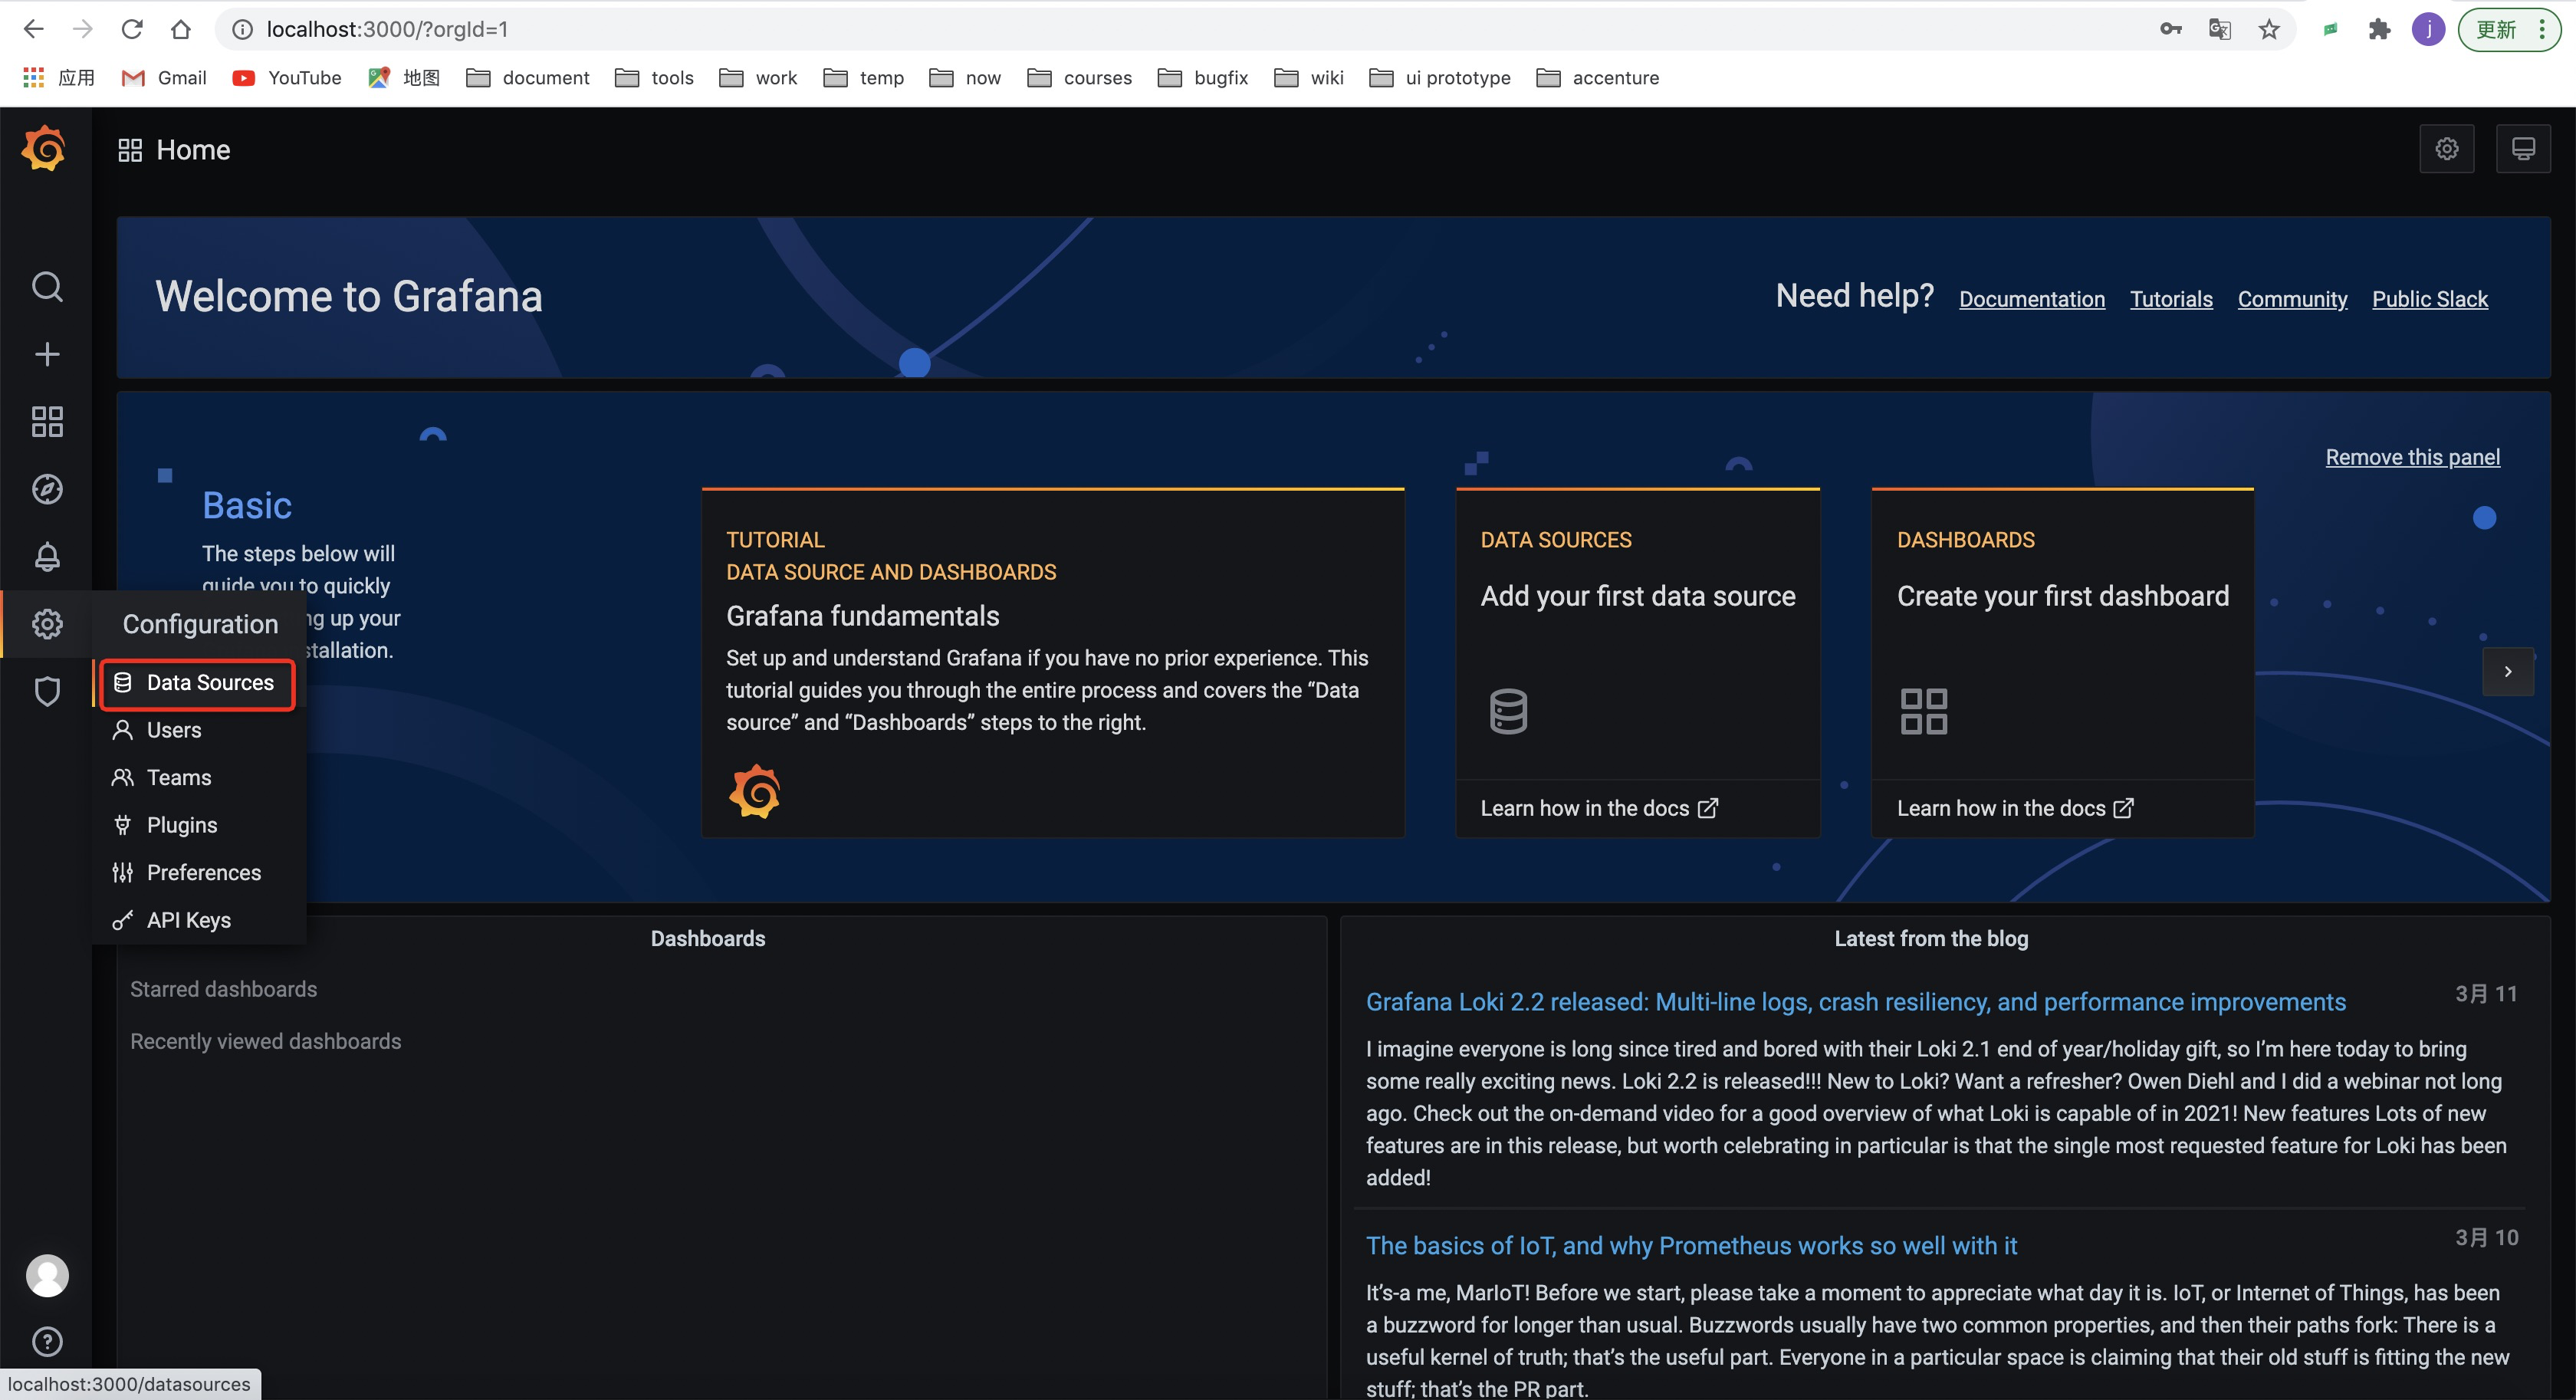 localhost:3000/?orgId=1
j
更新
应用
Gmail
YouTube
地图
document
tools
work
temp
now
courses
bugfix
wiki
ui prototype
accenture
Home
Welcome to Grafana
Need help?
Documentation
Tutorials
Community
Public Slack
Remove this panel
Basic
The steps below will
guide you to quickly
ng up your
stallation.
TUTORIAL
DATA SOURCE AND DASHBOARDS
Grafana fundamentals
Set up and understand Grafana if you have no prior experience. This
tutorial guides you through the entire process and covers the “Data
source” and “Dashboards” steps to the right.
DATA SOURCES
Add your first data source
Learn how in the docs
DASHBOARDS
Create your first dashboard
Learn how in the docs
Configuration
Data Sources
Users
Teams
Plugins
Preferences
API Keys
Dashboards
Starred dashboards
Recently viewed dashboards
Latest from the blog
Grafana Loki 2.2 released: Multi-line logs, crash resiliency, and performance improvements
3月 11
I imagine everyone is long since tired and bored with their Loki 2.1 end of year/holiday gift, so I’m here today to bring
some really exciting news. Loki 2.2 is released!!! New to Loki? Want a refresher? Owen Diehl and I did a webinar not long
ago. Check out the on-demand video for a good overview of what Loki is capable of in 2021! New features Lots of new
features are in this release, but worth celebrating in particular is that the single most requested feature for Loki has been
added!
The basics of IoT, and why Prometheus works so well with it
3月 10
It’s-a me, MarIoT! Before we start, please take a moment to appreciate what day it is. IoT, or Internet of Things, has been
a buzzword for longer than usual. Buzzwords usually have two common properties, and then their paths fork: There is a
useful kernel of truth; that’s the useful part. Everyone in a particular space is claiming that their old stuff is fitting the new
stuff; that’s the PR part.
localhost:3000/datasources